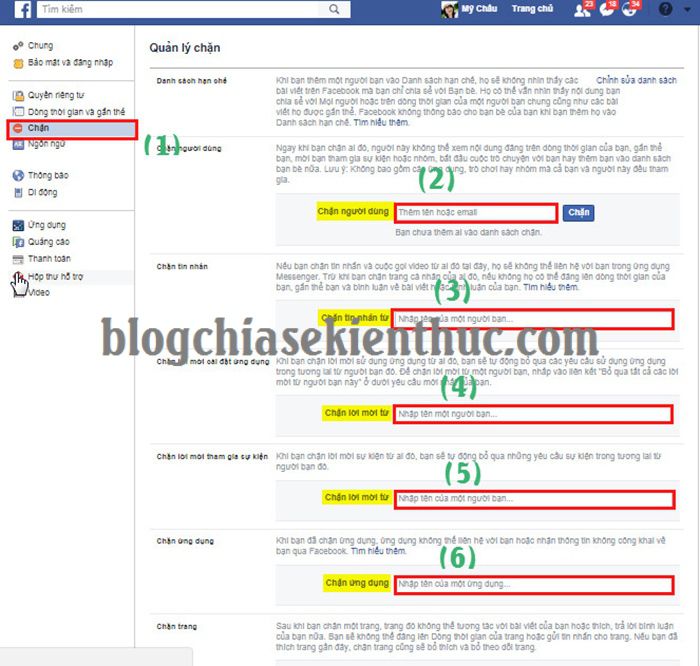 f Tìm kiếm Mỹ Châu Trang chủ 23 18 34
Chung
Bảo mật và đăng nhập
Quyền riêng tư
Dòng thời gian và gắn thẻ
Chặn
Ngôn ngữ
Thông báo
Di động
Ứng dụng
Quảng cáo
Thanh toán
Hộp thư hỗ trợ
Video
(1)
Quản lý chặn
Danh sách hạn chế
Khi bạn thêm một người bạn vào Danh sách hạn chế, họ sẽ không nhìn thấy các
bài viết trên Facebook mà bạn chỉ chia sẻ với Bạn bè. Họ có thể vẫn nhìn thấy nội dung bạn
chia sẻ với Mọi người hoặc trên dòng thời gian của một người bạn chung cũng như các bài
viết họ được gắn thẻ. Facebook không thông báo cho bạn bè của bạn khi bạn thêm họ vào
Danh sách hạn chế. Tìm hiểu thêm.
Chỉnh sửa danh sách
Chặn người dùng
Ngay khi bạn chặn ai đó, người này không thể xem nội dung đăng trên dòng thời gian của bạn, gắn thẻ
bạn, mời bạn tham gia sự kiện hoặc nhóm, bắt đầu cuộc trò chuyện với bạn hay thêm bạn vào danh sách
bạn bè nữa. Lưu ý: Không bao gồm các ứng dụng, trò chơi hay nhóm mà cả bạn và người này đều tham
gia.
(2)
Chặn người dùng Thêm tên hoặc email Chặn
Bạn chưa thêm ai vào danh sách chặn.
Chặn tin nhắn
Nếu bạn chặn tin nhắn và cuộc gọi video từ ai đó tại đây, họ sẽ không thể liên hệ với bạn trong ứng dụng
Messenger. Trừ khi bạn chặn trang cá nhân của ai đó, nếu không họ có thể đăng lên dòng thời gian của
bạn, gắn thẻ bạn và bình luận về bài viết hoặc bình luận của bạn. Tìm hiểu thêm.
(3)
Chặn tin nhắn từ Nhập tên của một người bạn...
blogchiasekienthuc.com
Chặn lời mời cài đặt ứng dụng
Khi bạn chặn lời mời sử dụng ứng dụng từ ai đó, bạn sẽ tự động bỏ qua các yêu cầu sử dụng ứng dụng
trong tương lai từ người bạn đó. Để chặn lời mời từ một người bạn, nhấp vào liên kết "Bỏ qua tất cả các lời
mời từ người bạn này" ở dưới yêu cầu mới nhất của bạn.
(4)
Chặn lời mời từ Nhập tên một người bạn...
Chặn lời mời tham gia sự kiện
Khi bạn chặn lời mời sự kiện từ ai đó, bạn sẽ tự động bỏ qua những yêu cầu sự kiện trong tương lai từ
người bạn đó.
(5)
Chặn lời mời từ Nhập tên của một người bạn...
Chặn ứng dụng
Khi bạn đã chặn ứng dụng, ứng dụng không thể liên hệ với bạn hoặc nhận thông tin không công khai về
bạn qua Facebook. Tìm hiểu thêm.
(6)
Chặn ứng dụng Nhập tên của một ứng dụng...
Chặn trang
Sau khi bạn chặn một trang, trang đó không thể tương tác với bài viết của bạn hoặc thích, trả lời bình luận
của bạn nữa. Bạn sẽ không thể đăng lên Dòng thời gian của trang hoặc gửi tin nhắn cho trang. Nếu bạn đã
thích trang gần đây, chặn trang cũng sẽ bỏ thích và bỏ theo dõi trang.